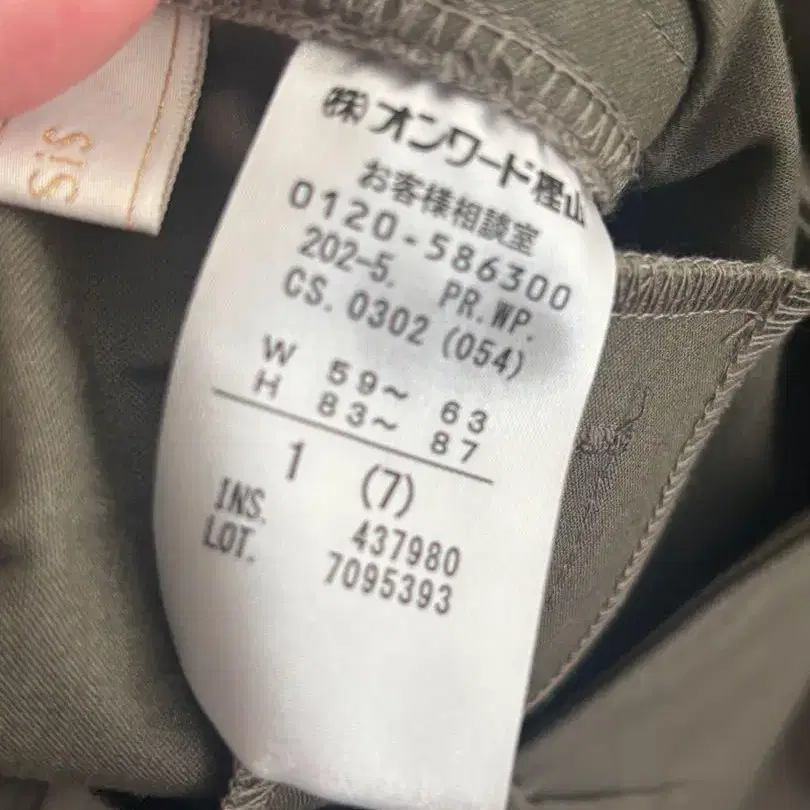 sis
(株)オンワード樫山
お客様相談室
0120-586300
202-5. PR.WP.
CS.0302(054)
W 59~ 63
H 83~ 87
1 (7)
INS. 437980
LOT. 7095393